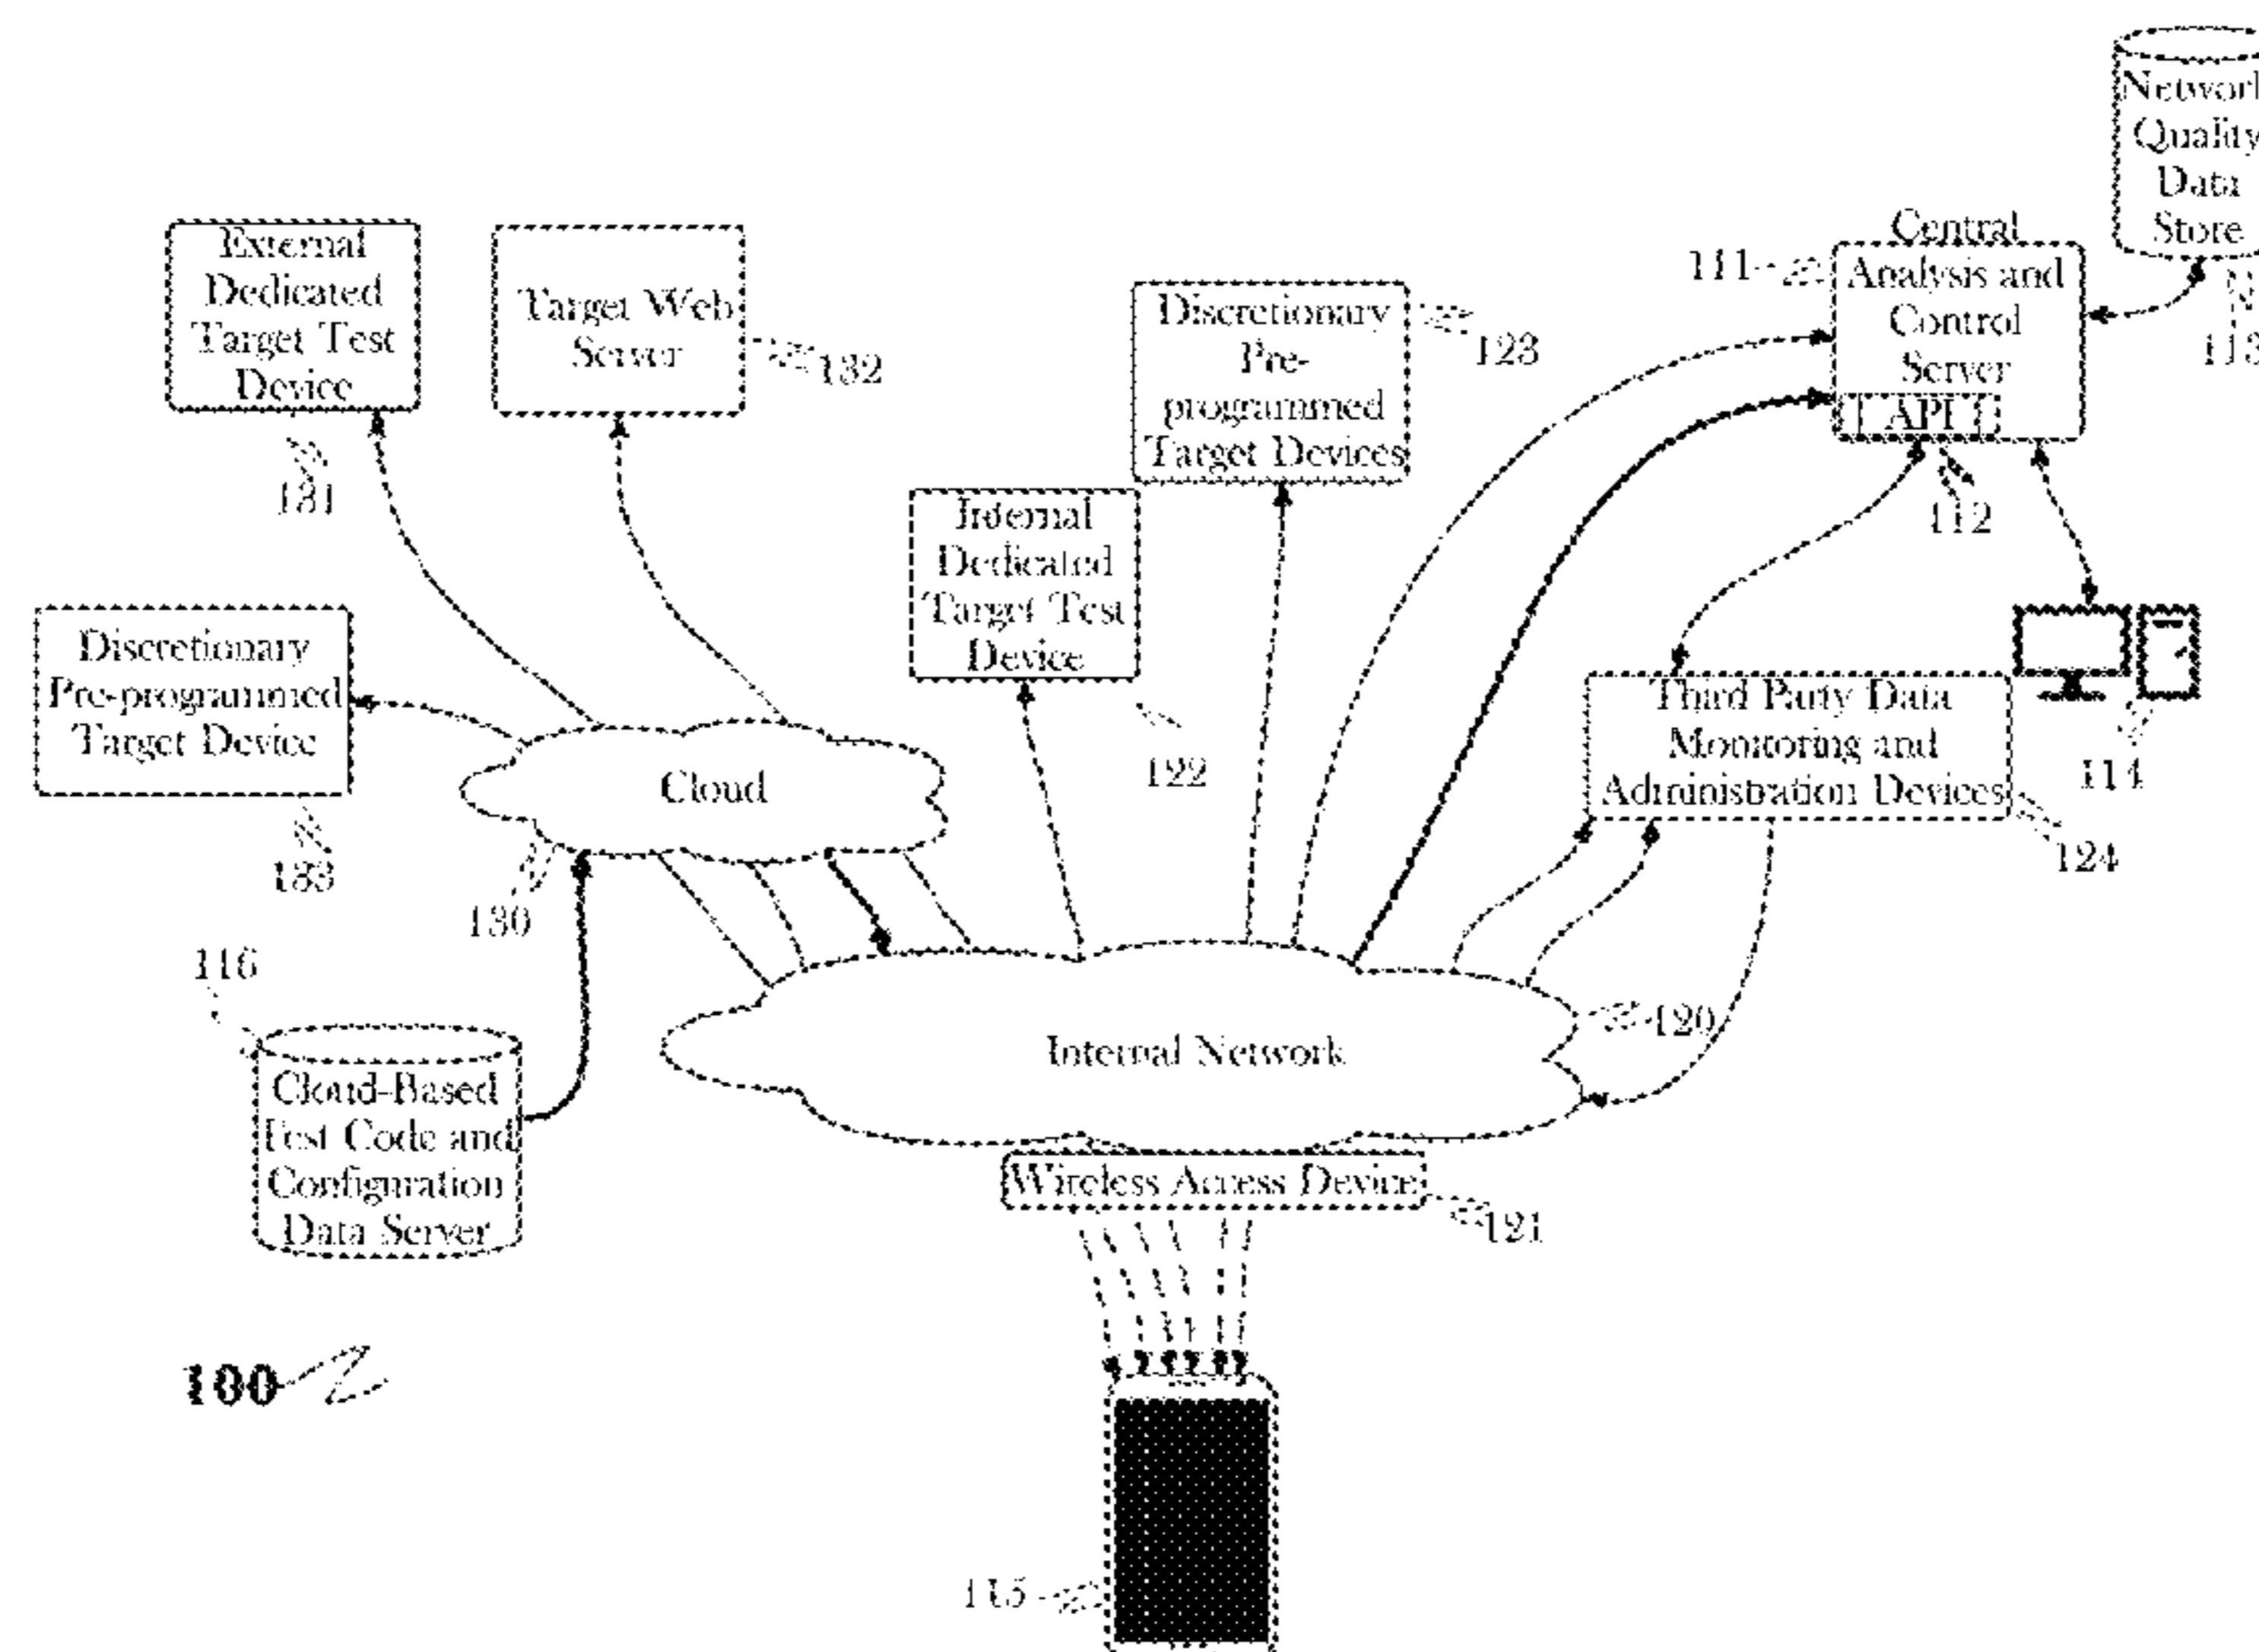 Network
Quality
Data
Store
113
Central
Analysis and
Control
Server
API
111
112
External
Dedicated
Target Test
Device
131
Target Web
Server
132
Discretionary
Pre-
programmed
Target Devices
123
Internal
Dedicated
Target Test
Device
122
Discretionary
Pre-programmed
Target Device
133
Third Party Data
Monitoring and
Administration Devices
124
114
Cloud
130
116
Cloud-Based
Test Code and
Configuration
Data Server
Internal Network
120
Wireless Access Device
121
100
115